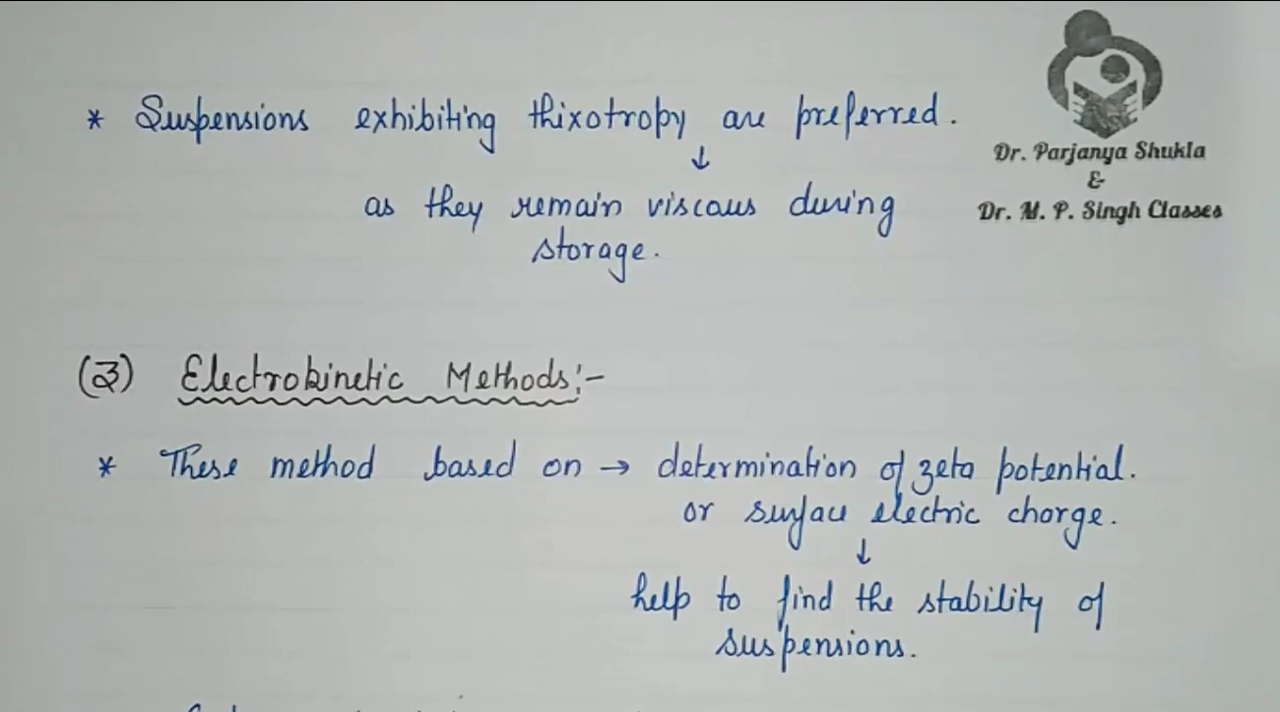 * Suspensions exhibiting thixotropy are preferred.
↓
as they remain viscous during
storage.
Dr. Parjanya Shukla
&
Dr. M. P. Singh Classes
(3) Electrokinetic Methods:-
* These method based on → determination of zeta potential.
or surface electric charge.
↓
help to find the stability of
suspensions.